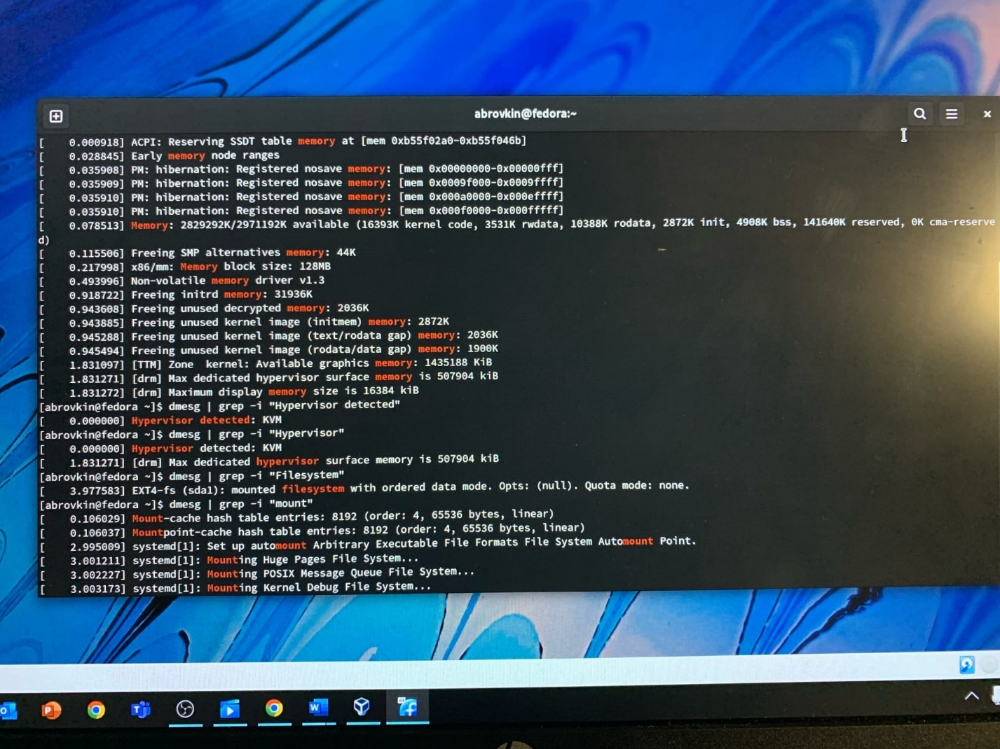 abrovkin@fedora:~
[    0.000918] ACPI: Reserving SSDT table memory at [mem 0xb55f02a0-0xb55f046b]
[    0.028845] Early memory node ranges
[    0.035908] PM: hibernation: Registered nosave memory: [mem 0x00000000-0x00000fff]
[    0.035909] PM: hibernation: Registered nosave memory: [mem 0x0009f000-0x0009ffff]
[    0.035910] PM: hibernation: Registered nosave memory: [mem 0x000a0000-0x000effff]
[    0.035910] PM: hibernation: Registered nosave memory: [mem 0x000f0000-0x000fffff]
[    0.078513] Memory: 2829292K/2971192K available (16393K kernel code, 3531K rwdata, 10388K rodata, 2872K init, 4908K bss, 141640K reserved, 0K cma-reserve
d)
[    0.115506] Freeing SMP alternatives memory: 44K
[    0.217998] x86/mm: Memory block size: 128MB
[    0.493996] Non-volatile memory driver v1.3
[    0.918722] Freeing initrd memory: 31936K
[    0.943608] Freeing unused decrypted memory: 2036K
[    0.943885] Freeing unused kernel image (initmem) memory: 2872K
[    0.945288] Freeing unused kernel image (text/rodata gap) memory: 2036K
[    0.945494] Freeing unused kernel image (rodata/data gap) memory: 1900K
[    1.831097] [TTM] Zone  kernel: Available graphics memory: 1435188 KiB
[    1.831271] [drm] Max dedicated hypervisor surface memory is 507904 kiB
[    1.831272] [drm] Maximum display memory size is 16384 kiB
[abrovkin@fedora ~]$ dmesg | grep -i "Hypervisor detected"
[    0.000000] Hypervisor detected: KVM
[abrovkin@fedora ~]$ dmesg | grep -i "Hypervisor"
[    0.000000] Hypervisor detected: KVM
[    1.831271] [drm] Max dedicated hypervisor surface memory is 507904 kiB
[abrovkin@fedora ~]$ dmesg | grep -i "Filesystem"
[    3.977583] EXT4-fs (sda1): mounted filesystem with ordered data mode. Opts: (null). Quota mode: none.
[abrovkin@fedora ~]$ dmesg | grep -i "mount"
[    0.106029] Mount-cache hash table entries: 8192 (order: 4, 65536 bytes, linear)
[    0.106037] Mountpoint-cache hash table entries: 8192 (order: 4, 65536 bytes, linear)
[    2.995009] systemd[1]: Set up automount Arbitrary Executable File Formats File System Automount Point.
[    3.001211] systemd[1]: Mounting Huge Pages File System...
[    3.002227] systemd[1]: Mounting POSIX Message Queue File System...
[    3.003173] systemd[1]: Mounting Kernel Debug File System...